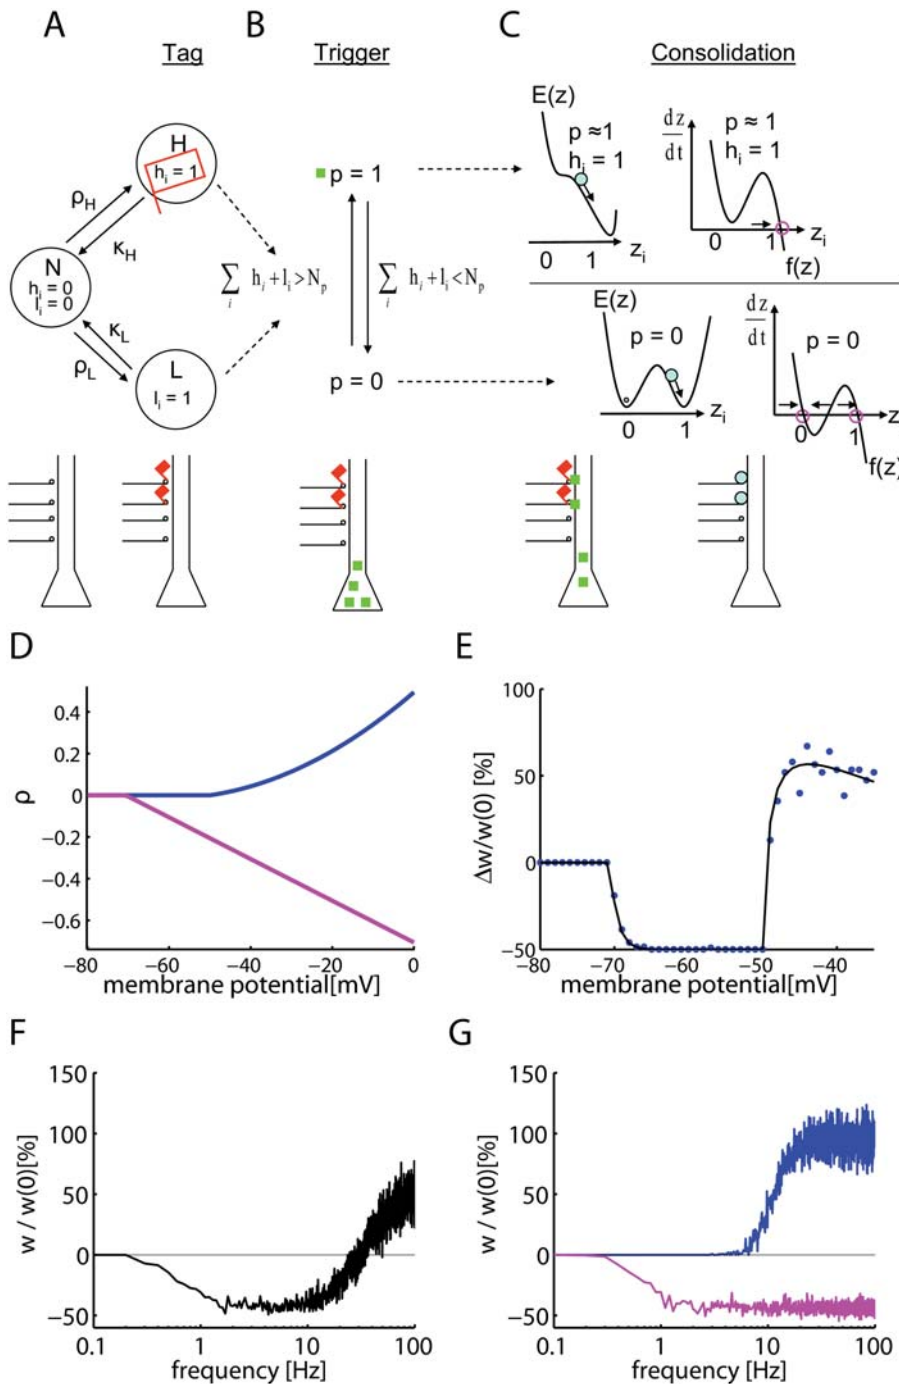 A
B
C
Tag
Trigger
Consolidation
H
h_i = 1
ρ_H
κ_H
N
h_i = 0
l_i = 0
κ_L
ρ_L
L
l_i = 1
∑_i h_i + l_i > N_p
p = 1
∑_i h_i + l_i < N_p
p = 0
E(z)
p ≈ 1
h_i = 1
0 1
z_i
dz/dt
p ≈ 1
h_i = 1
0 1
z_i
f(z)
E(z)
p = 0
0 1
z_i
dz/dt
p = 0
0 1
z
f(z)
D
ρ
0.4
0.2
0
−0.2
−0.4
−0.6
−80 −60 −40 −20 0
membrane potential[mV]
E
Δw/w(0) [%]
100
50
0
−50
−80 −70 −60 −50 −40
membrane potential[mV]
F
w / w(0)[%]
150
100
50
0
−50
0.1 1 10 100
frequency [Hz]
G
w / w(0)[%]
150
100
50
0
−50
0.1 1 10 100
frequency [Hz]